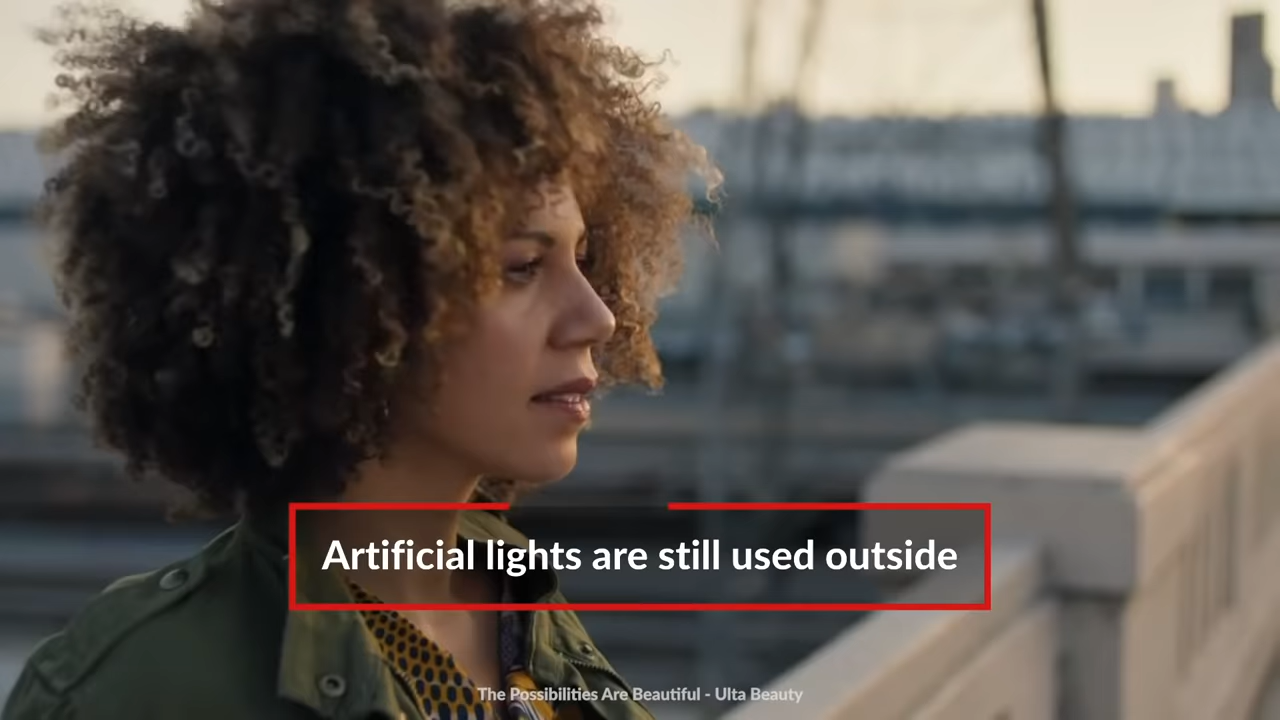 Artificial lights are still used outside
The Possibilities Are Beautiful - Ulta Beauty